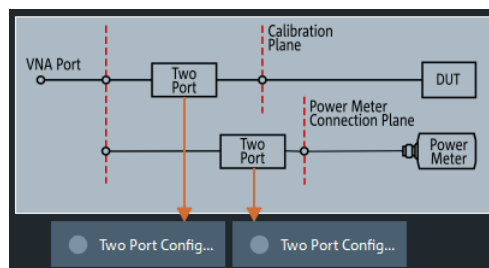 Calibration
Plane
VNA Port
Two
Port
DUT
Power Meter
Connection Plane
Two
Port
Power
Meter
Two Port Config...
Two Port Config...